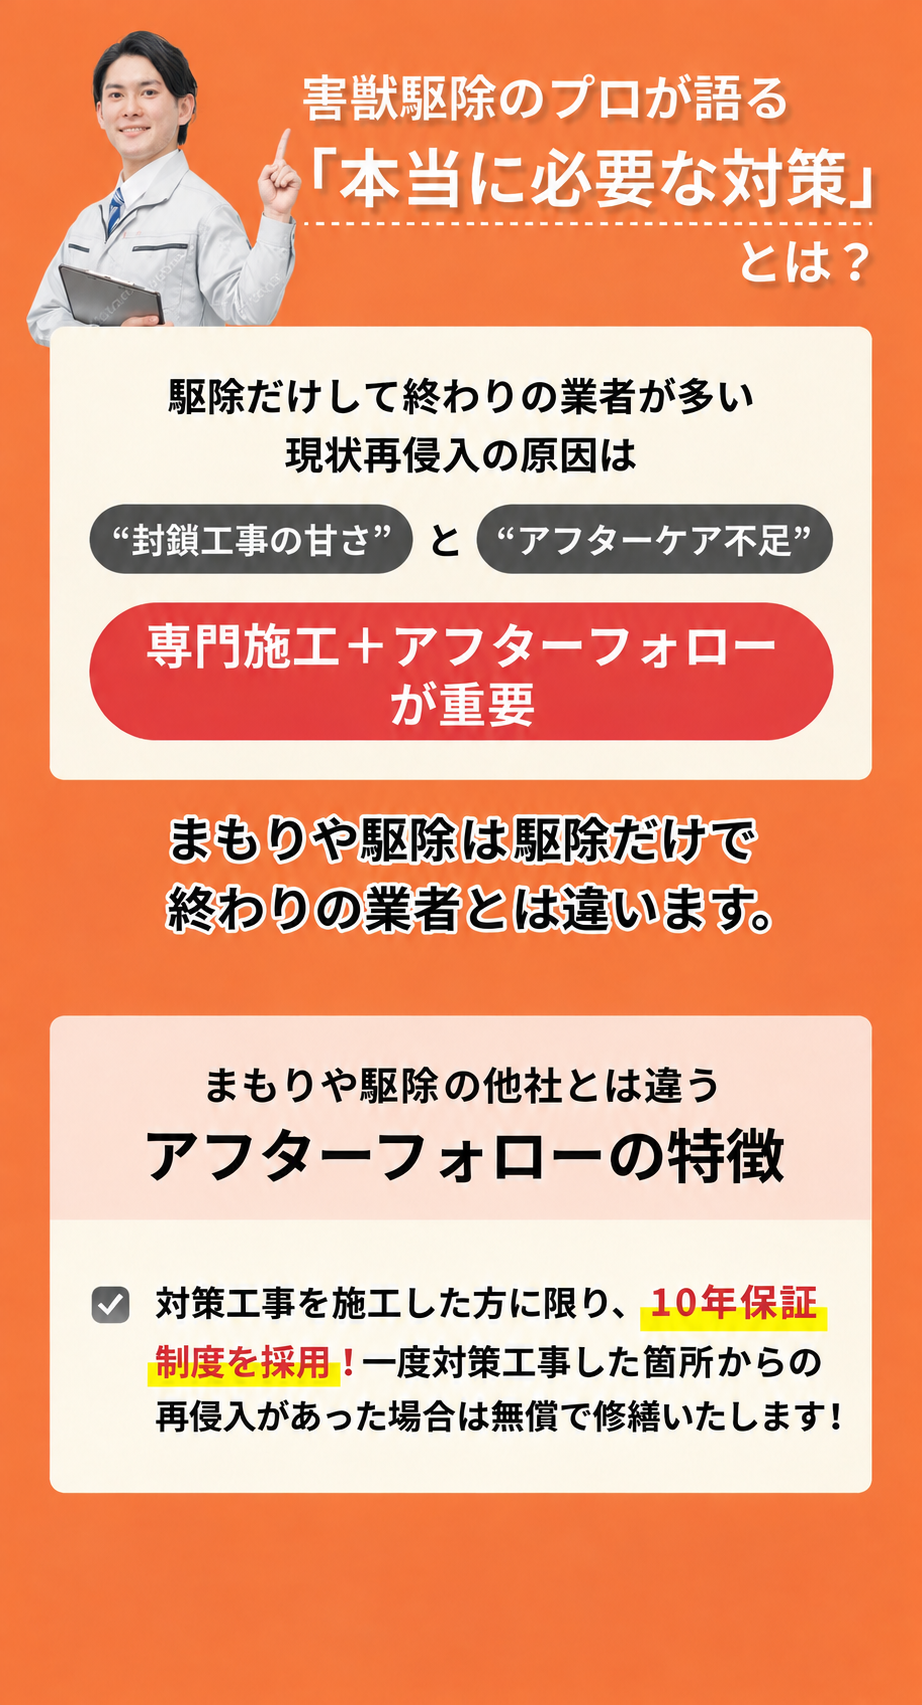 害獣駆除のプロが語る
「本当に必要な対策」
とは？
駆除だけして終わりの業者が多い
現状再侵入の原因は
“封鎖工事の甘さ” と “アフターケア不足”
専門施工＋アフターフォロー
が重要
まもりや駆除は駆除だけで
終わりの業者とは違います。
まもりや駆除の他社とは違う
アフターフォローの特徴
対策工事を施工した方に限り、10年保証
制度を採用！一度対策工事した箇所からの
再侵入があった場合は無償で修繕いたします！